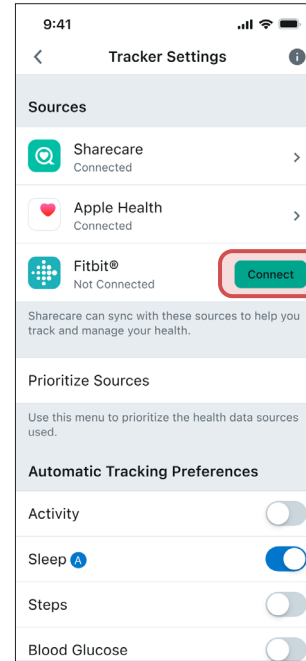 9:41
Tracker Settings
Sources
Sharecare
Connected
Apple Health
Connected
Fitbit®
Not Connected
Connect
Sharecare can sync with these sources to help you
track and manage your health.
Prioritize Sources
Use this menu to prioritize the health data sources
used.
Automatic Tracking Preferences
Activity
Sleep A
Steps
Blood Glucose